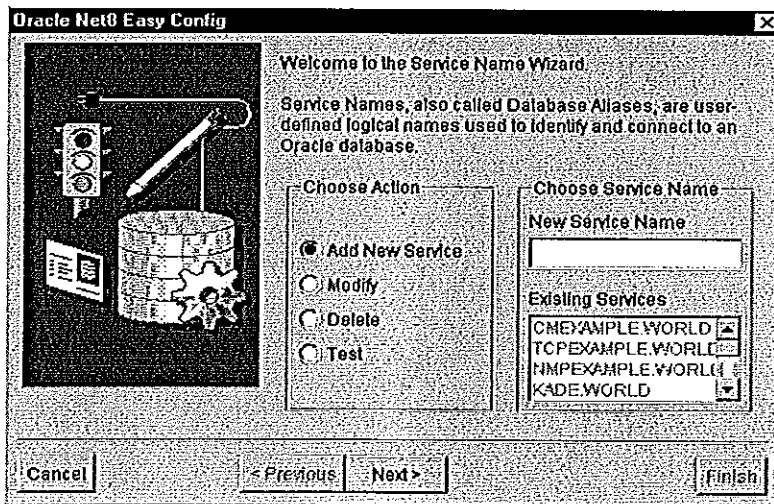 Oracle Net8 Easy Config
Welcome to the Service Name Wizard.
Service Names, also called Database Aliases, are user-
defined logical names used to identify and connect to an
Oracle database.
Choose Action
Add New Service
Modify
Delete
Test
Choose Service Name
New Service Name
Existing Services
CMEXAMPLE.WORLD
TCPEXAMPLE.WORLD
NMPEXAMPLE.WORLD
KADE.WORLD
Cancel
< Previous
Next >
Finish